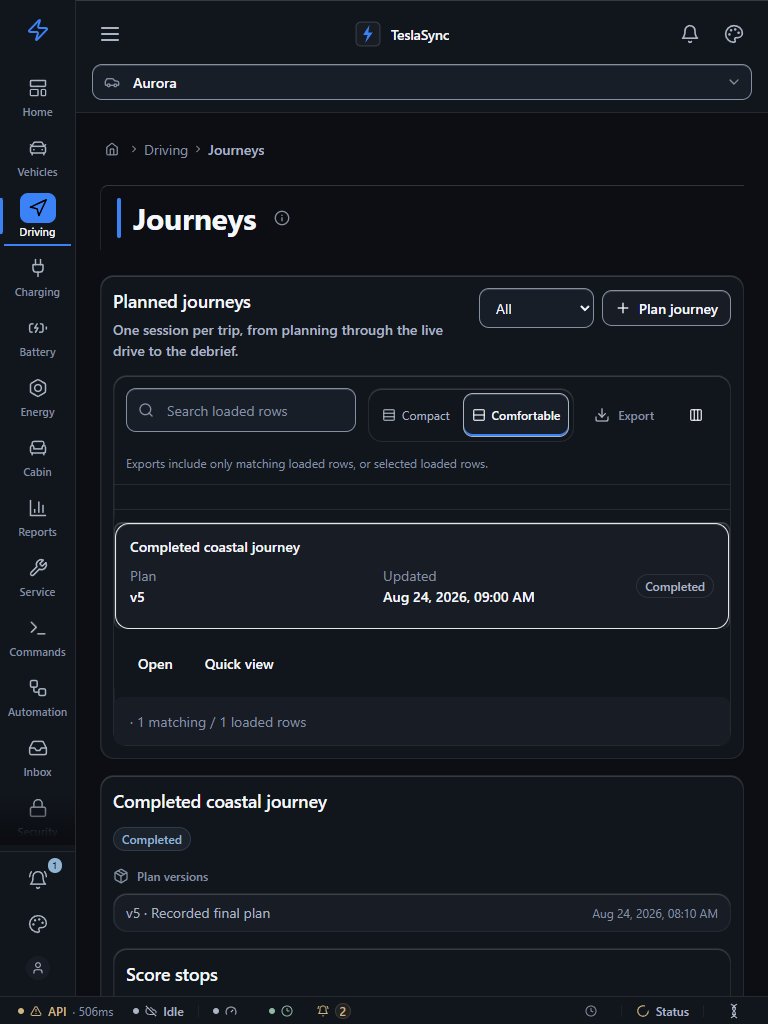 TeslaSync
Aurora
Home
Vehicles
Driving
Charging
Battery
Energy
Cabin
Reports
Service
Commands
Automation
Inbox
Security
1
Driving
Journeys
Journeys
Planned journeys
One session per trip, from planning through the live
drive to the debrief.
All
Plan journey
Search loaded rows
Compact
Comfortable
Export
Exports include only matching loaded rows, or selected loaded rows.
Completed coastal journey
Plan
v5
Updated
Aug 24, 2026, 09:00 AM
Completed
Open
Quick view
· 1 matching / 1 loaded rows
Completed coastal journey
Completed
Plan versions
v5 · Recorded final plan
Aug 24, 2026, 08:10 AM
Score stops
API · 506ms
Idle
2
Status